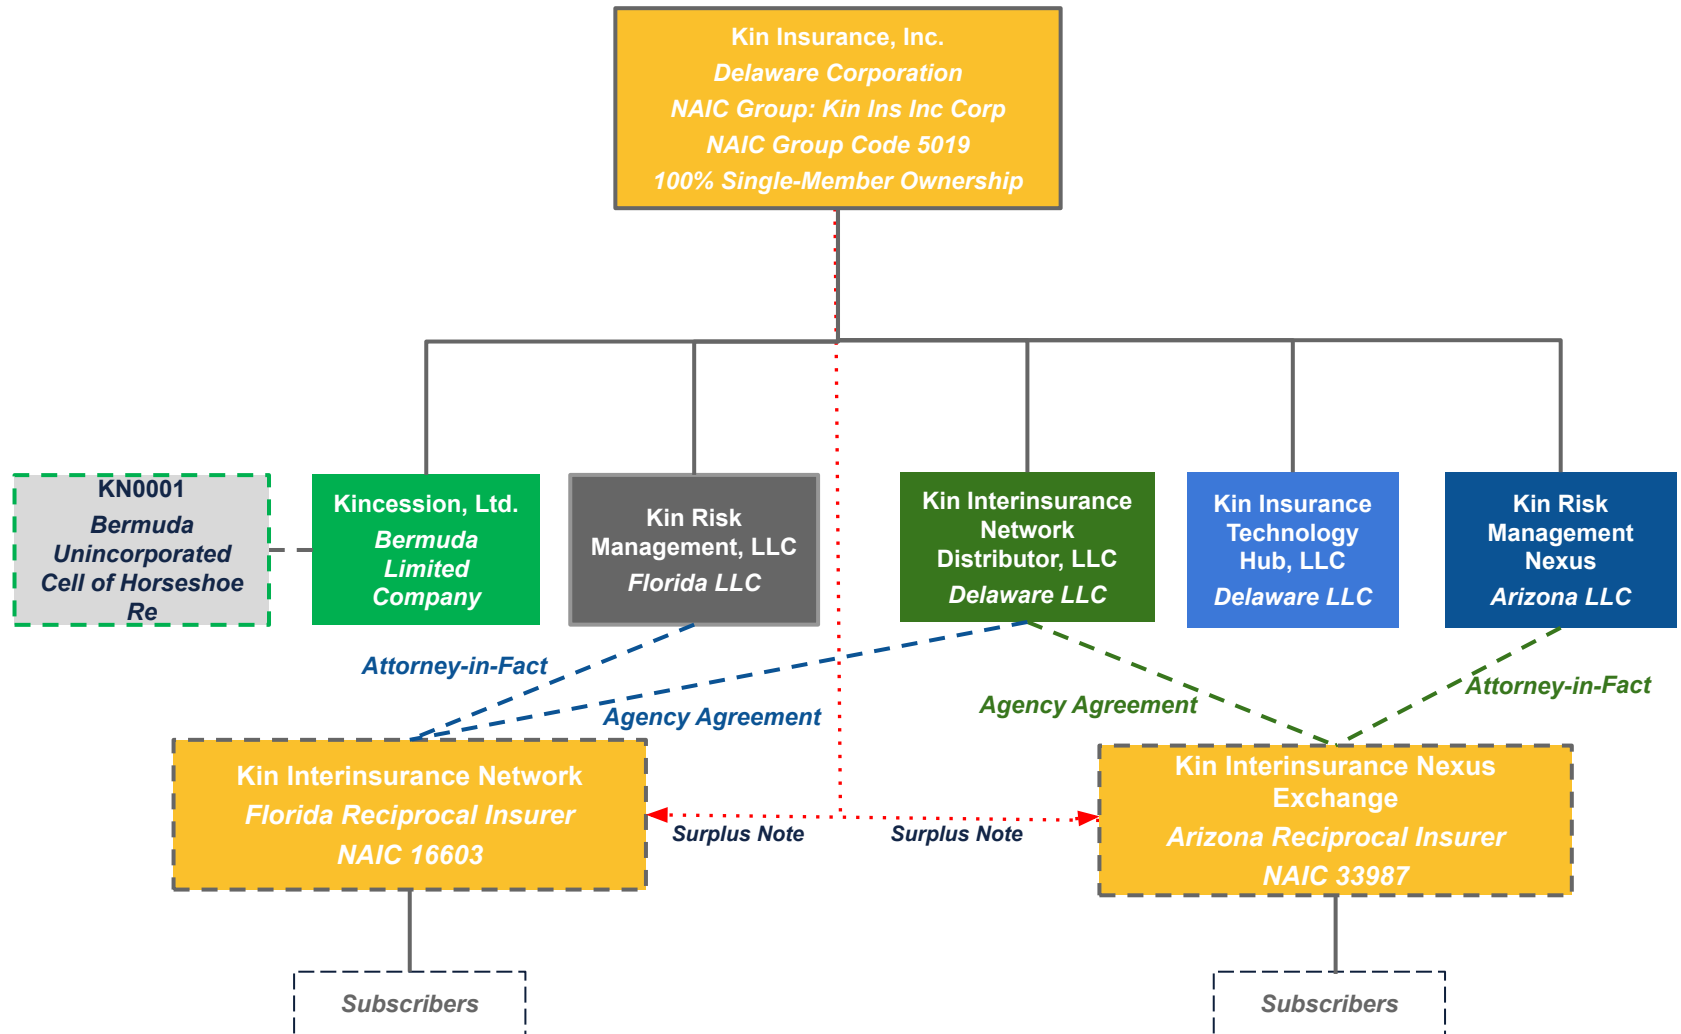 Kin Insurance, Inc.
Delaware Corporation
NAIC Group: Kin Ins Inc Corp
NAIC Group Code 5019
100% Single-Member Ownership
KN0001
Bermuda
Unincorporated
Cell of Horseshoe
Re
Kincession, Ltd.
Bermuda
Limited
Company
Kin Risk
Management, LLC
Florida LLC
Kin Interinsurance
Network
Distributor, LLC
Delaware LLC
Kin Insurance
Technology
Hub, LLC
Delaware LLC
Kin Risk
Management
Nexus
Arizona LLC
Attorney-in-Fact
Agency Agreement
Agency Agreement
Attorney-in-Fact
Kin Interinsurance Network
Florida Reciprocal Insurer
NAIC 16603
Surplus Note
Surplus Note
Kin Interinsurance Nexus
Exchange
Arizona Reciprocal Insurer
NAIC 33987
Subscribers
Subscribers